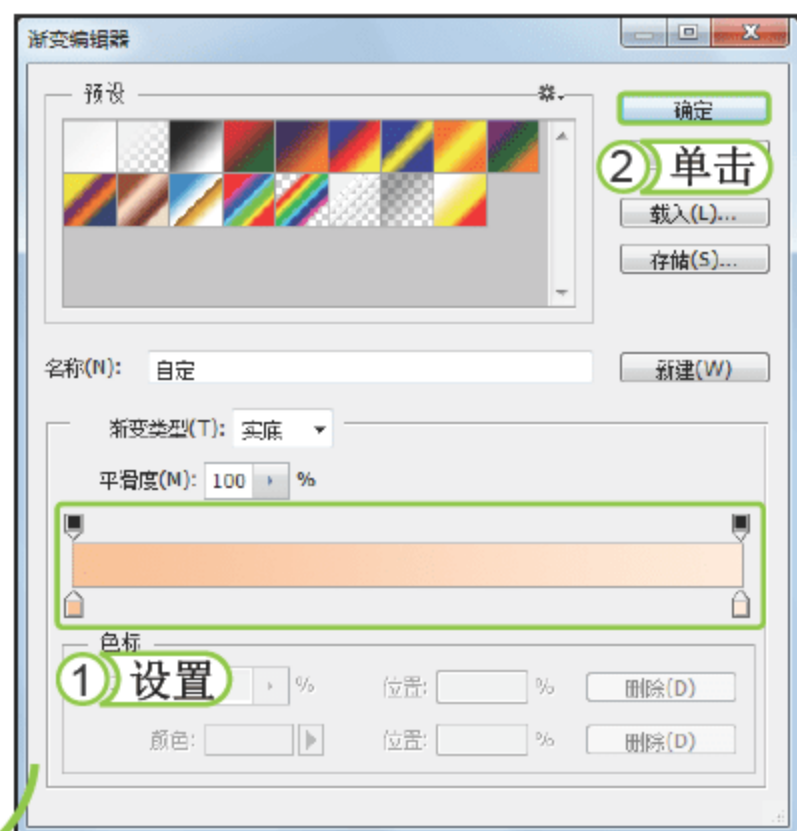 渐变编辑器
预设
确定
② 单击
载入(L)...
存储(S)...
名称(N): 自定
新建(W)
渐变类型(T): 实底
平滑度(M): 100 %
色标
① 设置
% 位置: % 删除(D)
颜色: 位置: % 删除(D)